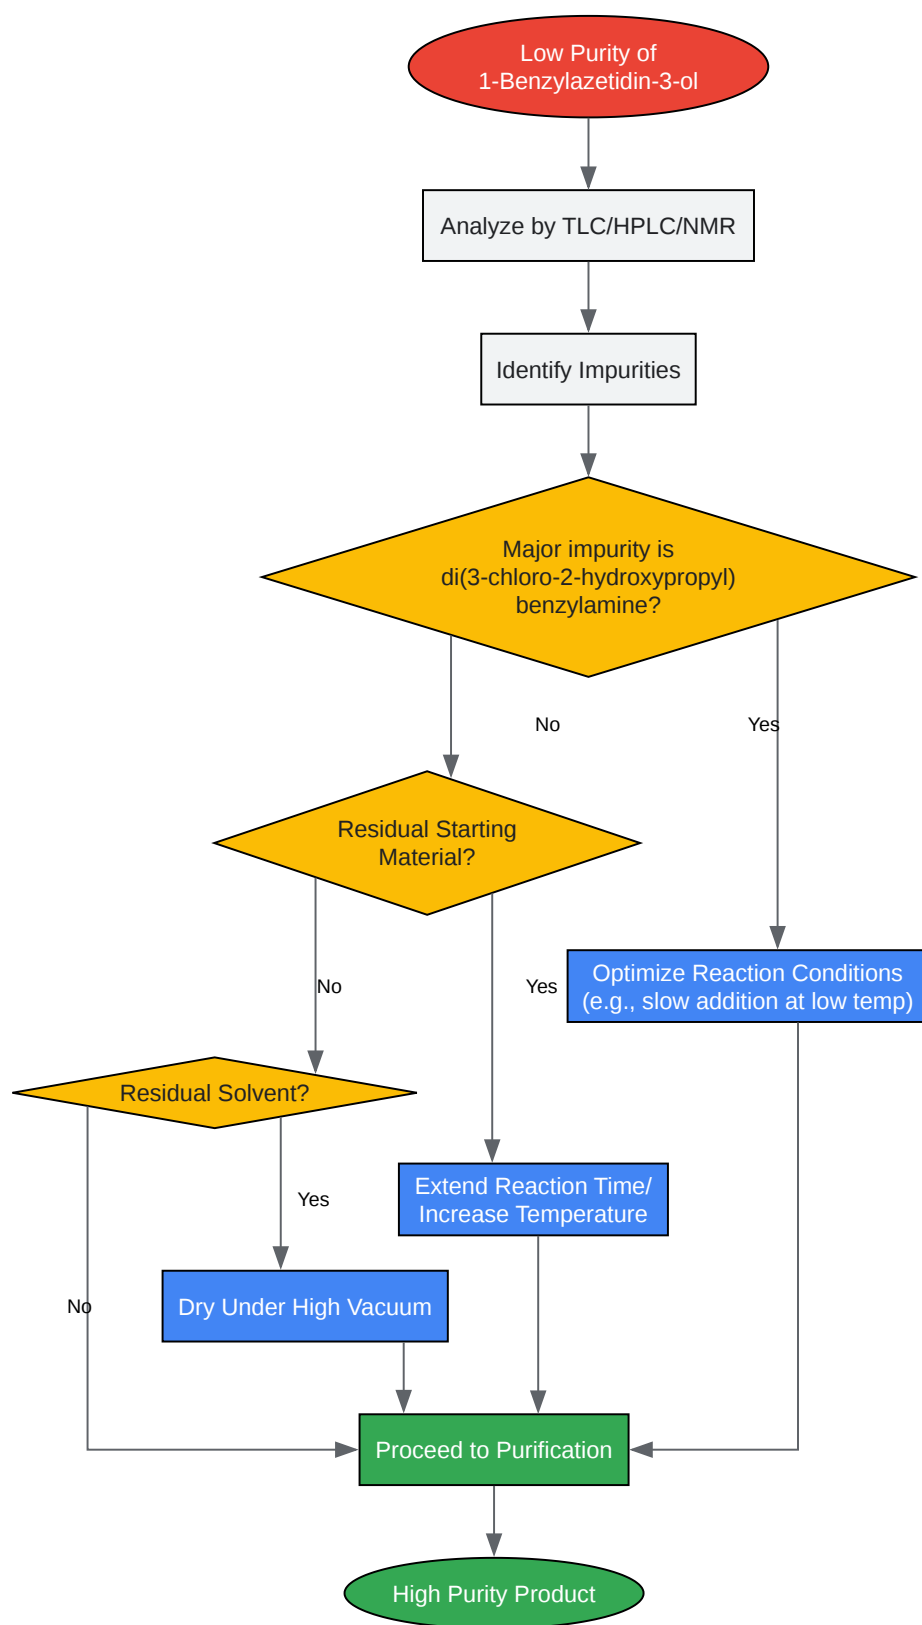 Low Purity of
1-Benzylazetidin-3-ol
Analyze by TLC/HPLC/NMR
Identify Impurities
Major impurity is
di(3-chloro-2-hydroxypropyl)
benzylamine?
No
Yes
Residual Starting
Material?
Optimize Reaction Conditions
(e.g., slow addition at low temp)
No
Yes
Residual Solvent?
Extend Reaction Time/
Increase Temperature
Yes
No
Dry Under High Vacuum
Proceed to Purification
High Purity Product